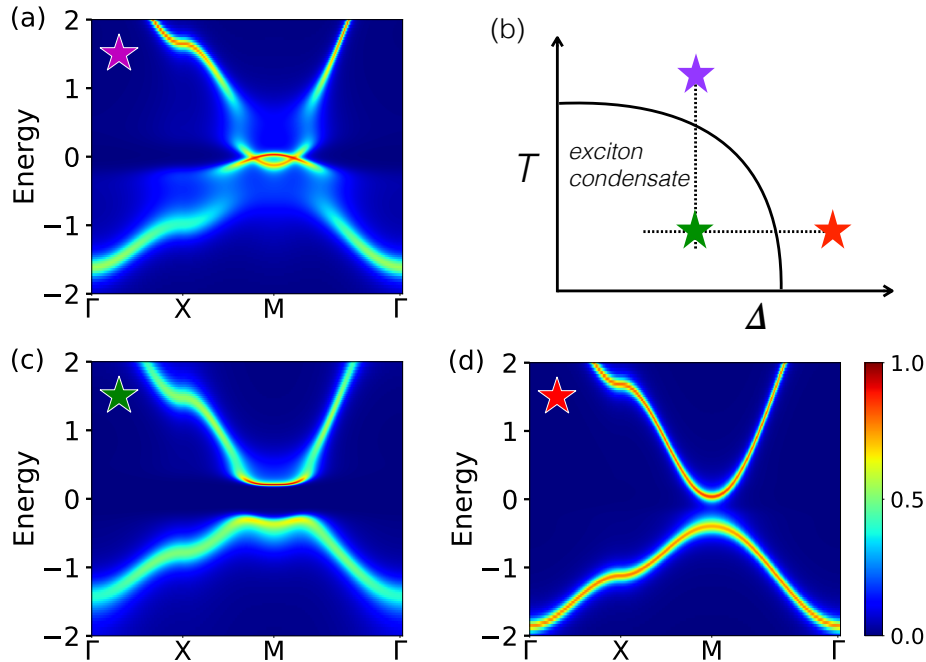 (a)
2
1
0
−1
−2
Energy
Γ X M Γ
(b)
T
exciton
condensate
Δ
(c)
2
1
0
−1
−2
Energy
Γ X M Γ
(d)
2
1
0
−1
−2
Energy
Γ X M Γ
1.0
0.5
0.0